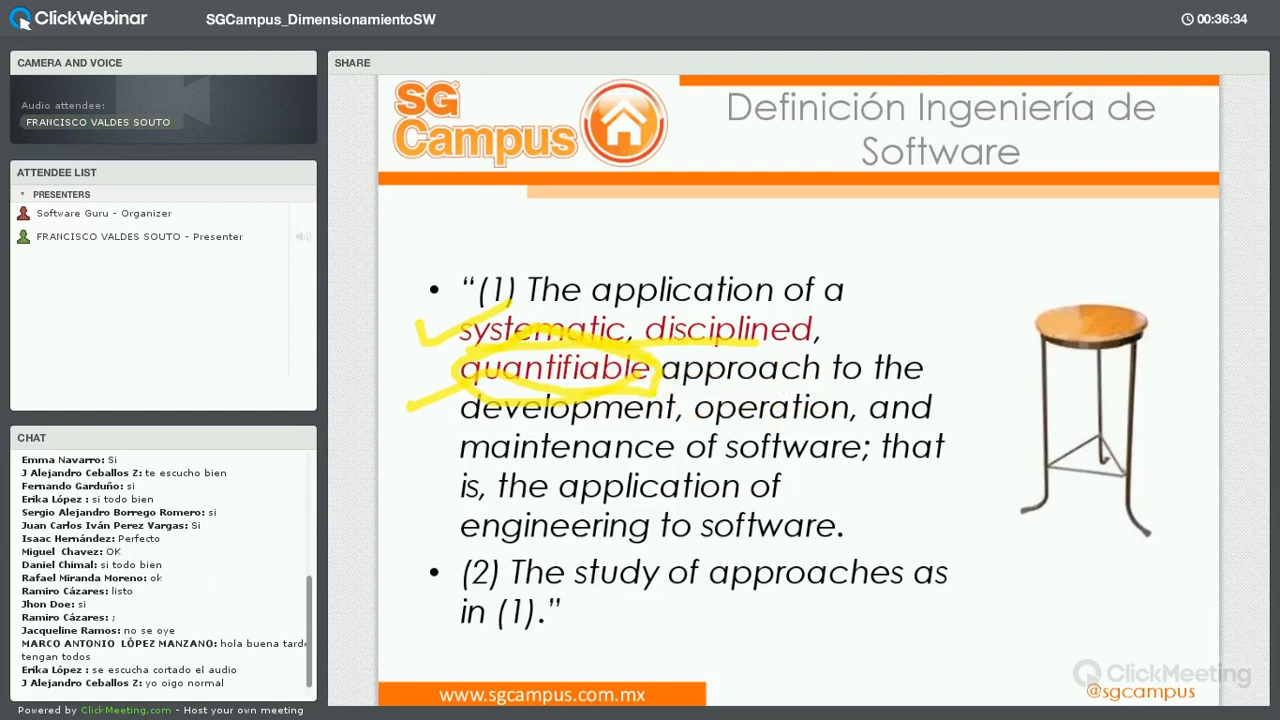 ClickWebinar
SGCampus_DimensionamientoSW
00:36:34
CAMERA AND VOICE
Audio attendee:
FRANCISCO VALDES SOUTO
ATTENDEE LIST
PRESENTERS
Software Guru - Organizer
FRANCISCO VALDES SOUTO - Presenter
CHAT
Emma Navarro: Si
J Alejandro Ceballos Z: te escucho bien
Fernando Garduño: si
Erika López : si todo bien
Sergio Alejandro Borrego Romero: si
Juan Carlos Iván Perez Vargas: Si
Isaac Hernández: Perfecto
Miguel Chavez: OK
Daniel Chimal: si todo bien
Rafael Miranda Moreno: ok
Ramiro Cázares: listo
Jhon Doe: si
Ramiro Cázares: ;
Jacqueline Ramos: no se oye
MARCO ANTONIO LÓPEZ MANZANO: hola buena tarde
tengan todos
Erika López : se escucha cortado el audio
J Alejandro Ceballos Z: yo oigo normal
Powered by ClickMeeting.com - Host your own meeting
SHARE
SG
Campus
Definición Ingeniería de
Software
• “(1) The application of a
systematic, disciplined,
quantifiable approach to the
development, operation, and
maintenance of software; that
is, the application of
engineering to software.
• (2) The study of approaches as
in (1).”
www.sgcampus.com.mx
ClickMeeting
@sgcampus